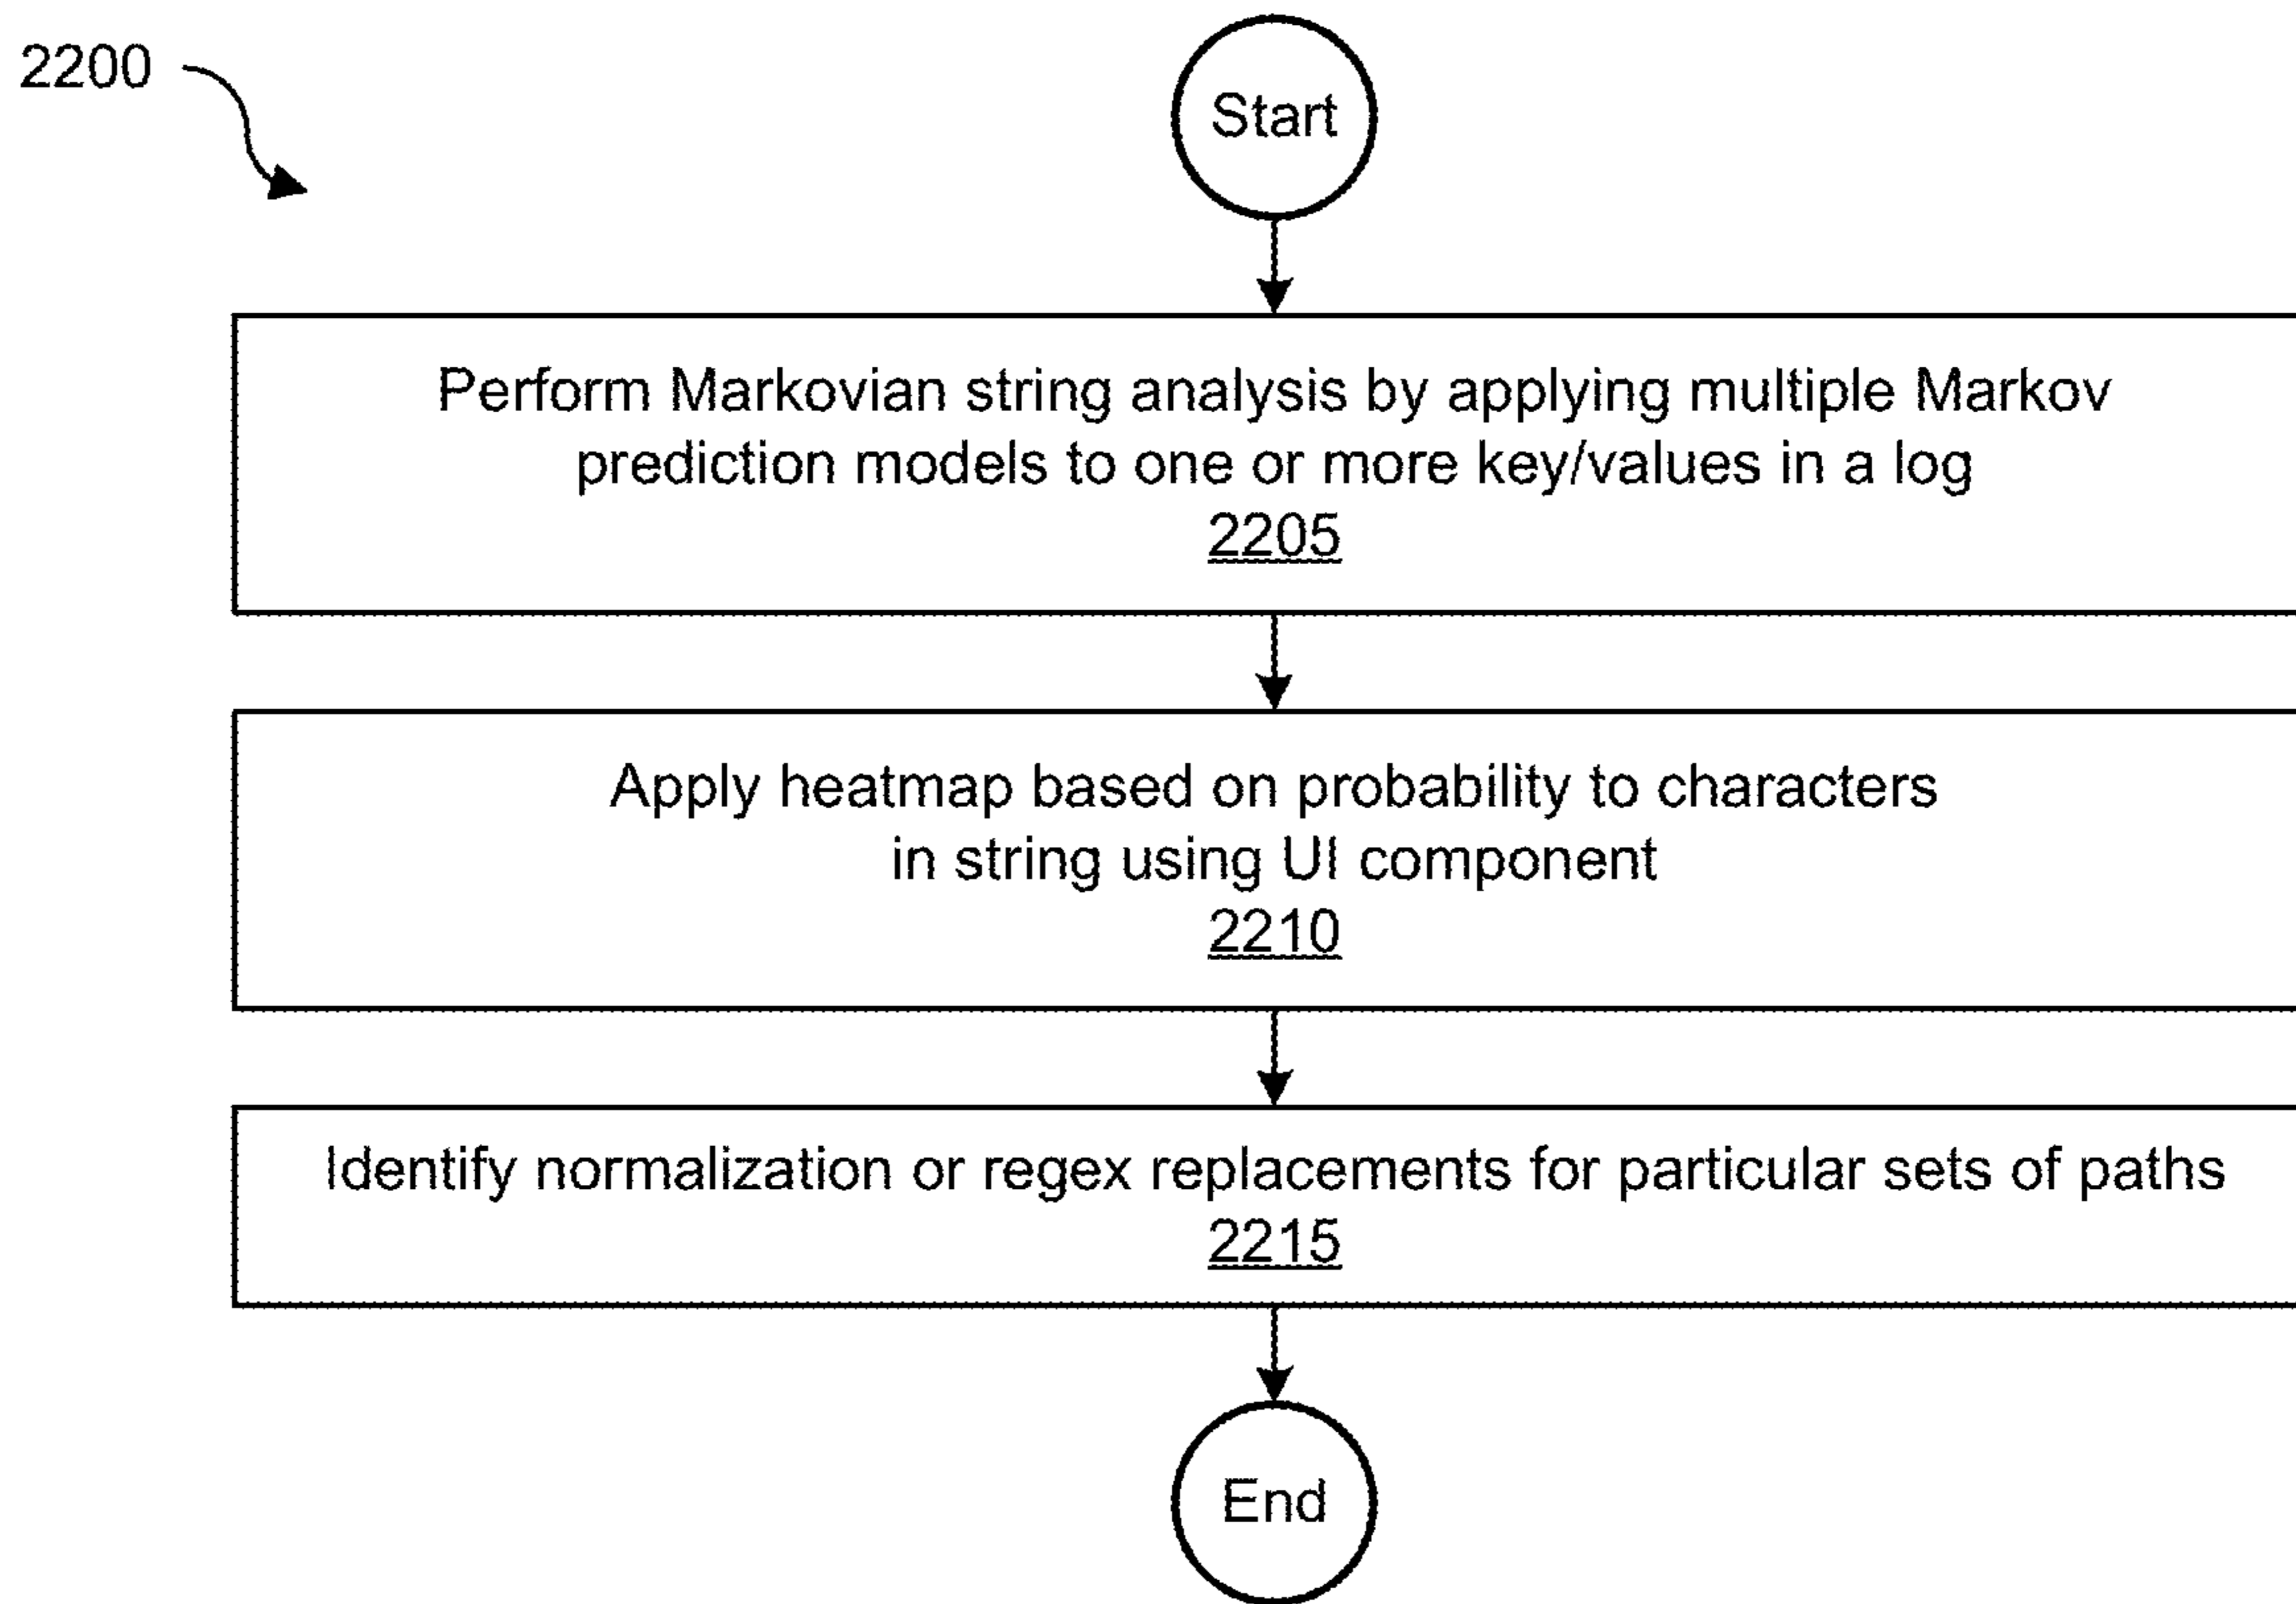 2200
Start
Perform Markovian string analysis by applying multiple Markov
prediction models to one or more key/values in a log
2205
Apply heatmap based on probability to characters
in string using UI component
2210
Identify normalization or regex replacements for particular sets of paths
2215
End